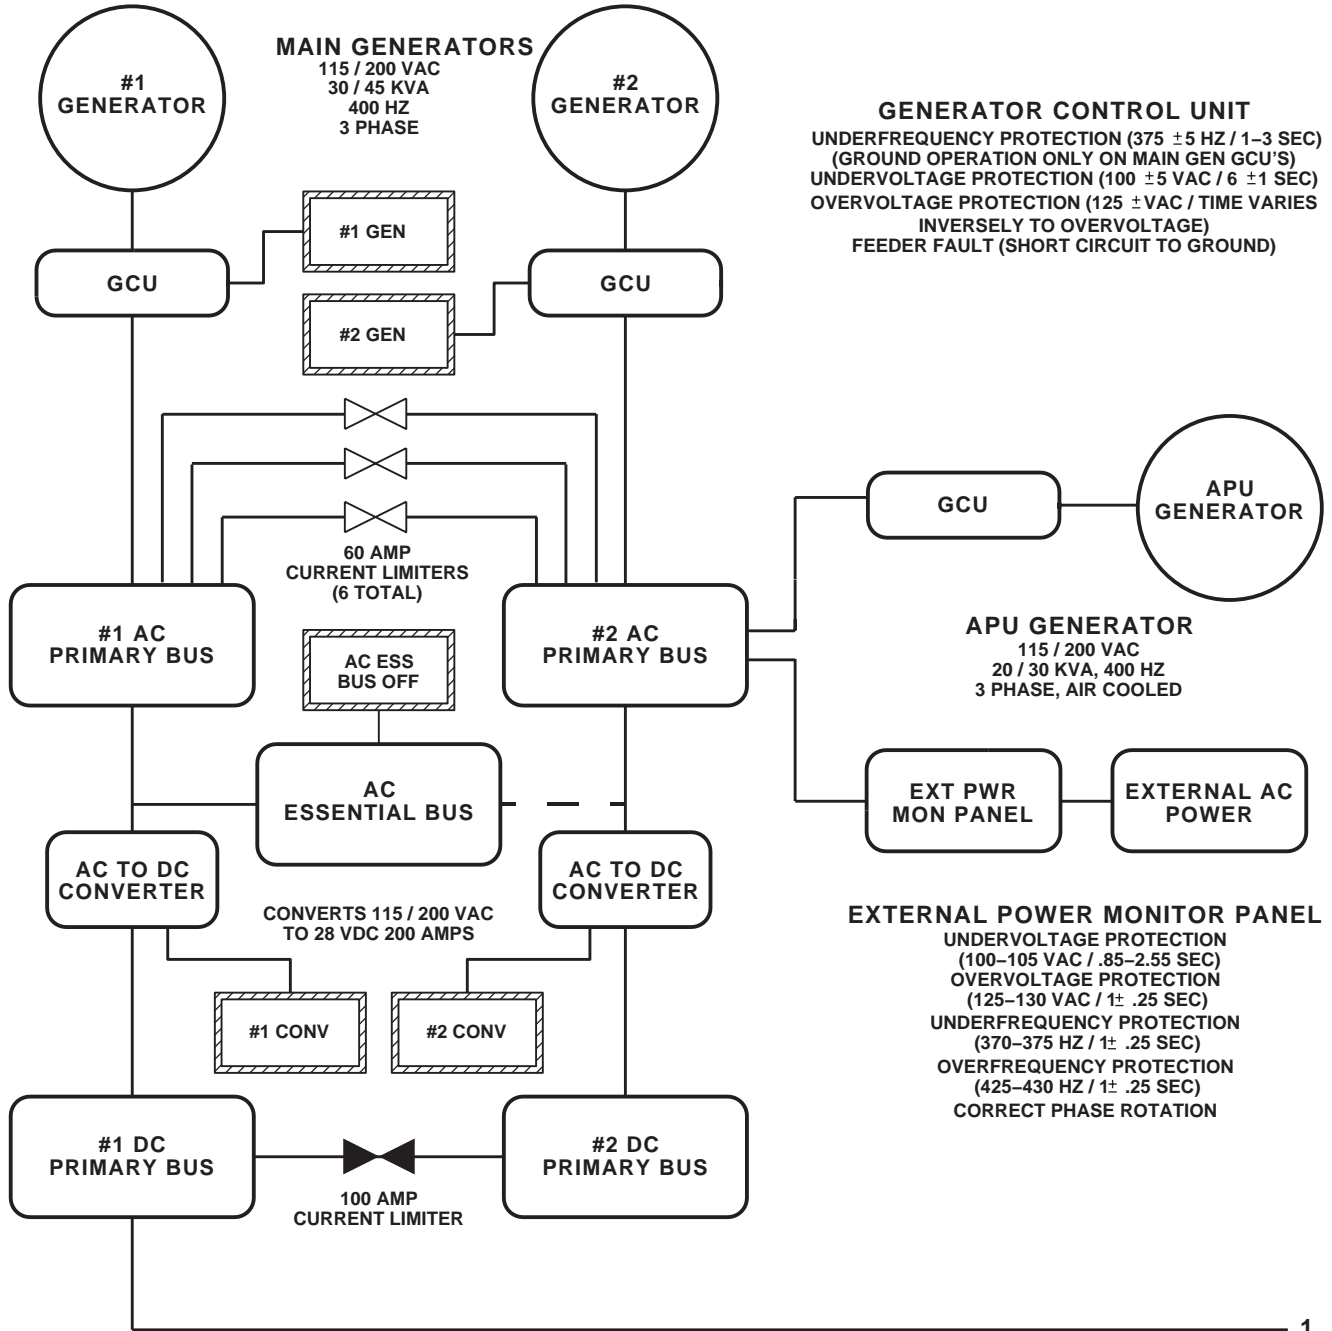 #1
GENERATOR
MAIN GENERATORS
115 / 200 VAC
30 / 45 KVA
400 HZ
3 PHASE
#2
GENERATOR
GENERATOR CONTROL UNIT
UNDERFREQUENCY PROTECTION (375 ±5 HZ / 1–3 SEC)
(GROUND OPERATION ONLY ON MAIN GEN GCU'S)
UNDERVOLTAGE PROTECTION (100 ±5 VAC / 6 ±1 SEC)
OVERVOLTAGE PROTECTION (125 ±VAC / TIME VARIES
INVERSELY TO OVERVOLTAGE)
FEEDER FAULT (SHORT CIRCUIT TO GROUND)
#1 GEN
GCU
#2 GEN
GCU
60 AMP
CURRENT LIMITERS
(6 TOTAL)
GCU
APU
GENERATOR
#1 AC
PRIMARY BUS
AC ESS
BUS OFF
#2 AC
PRIMARY BUS
APU GENERATOR
115 / 200 VAC
20 / 30 KVA, 400 HZ
3 PHASE, AIR COOLED
AC
ESSENTIAL BUS
EXT PWR
MON PANEL
EXTERNAL AC
POWER
AC TO DC
CONVERTER
AC TO DC
CONVERTER
CONVERTS 115 / 200 VAC
TO 28 VDC 200 AMPS
EXTERNAL POWER MONITOR PANEL
UNDERVOLTAGE PROTECTION
(100–105 VAC / .85–2.55 SEC)
OVERVOLTAGE PROTECTION
(125–130 VAC / 1± .25 SEC)
UNDERFREQUENCY PROTECTION
(370–375 HZ / 1± .25 SEC)
OVERFREQUENCY PROTECTION
(425–430 HZ / 1± .25 SEC)
CORRECT PHASE ROTATION
#1 CONV
#2 CONV
#1 DC
PRIMARY BUS
#2 DC
PRIMARY BUS
100 AMP
CURRENT LIMITER
1